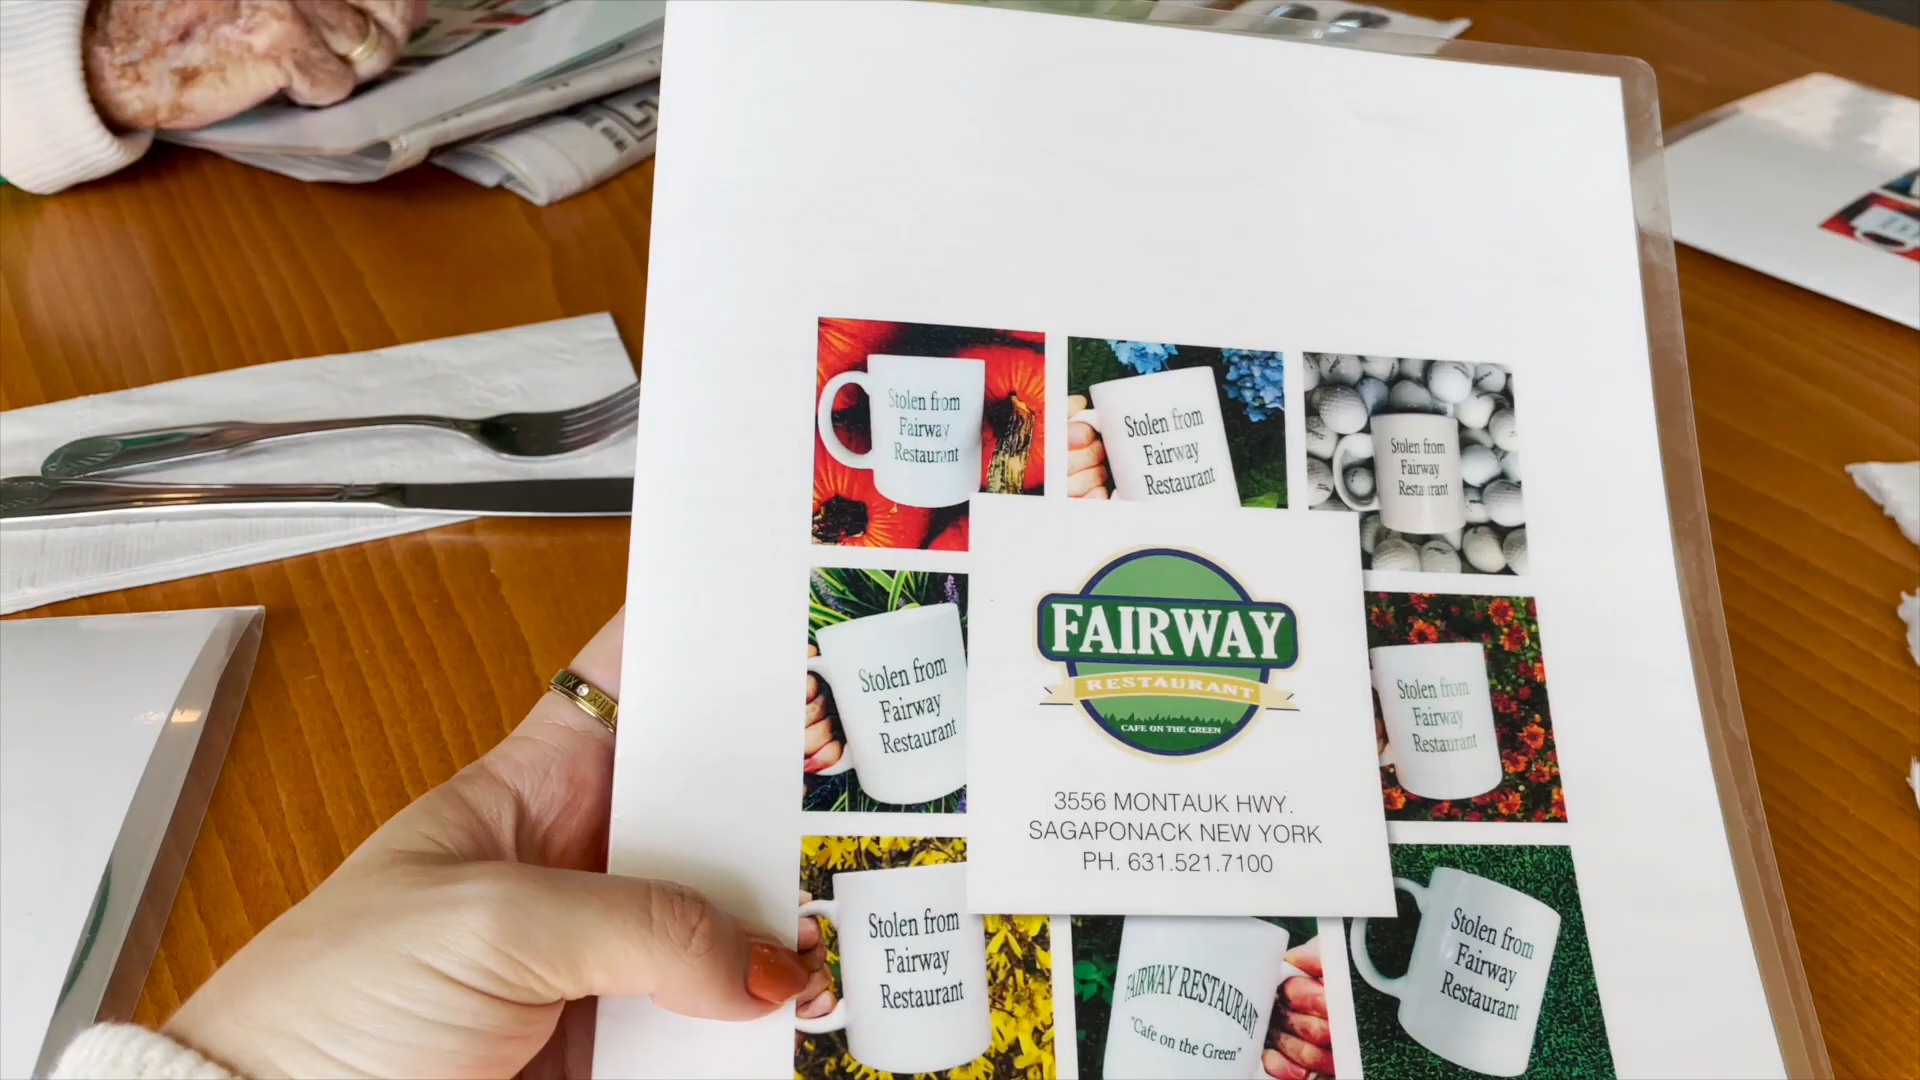 Stolen from
Fairway
Restaurant
Stolen from
Fairway
Restaurant
Stolen from
Fairway
Restaurant
Stolen from
Fairway
Restaurant
FAIRWAY
RESTAURANT
CAFE ON THE GREEN
3556 MONTAUK HWY.
SAGAPONACK NEW YORK
PH. 631.521.7100
Stolen from
Fairway
Restaurant
Stolen from
Fairway
Restaurant
FAIRWAY RESTAURANT
"Cafe on the Green"
Stolen from
Fairway
Restaurant